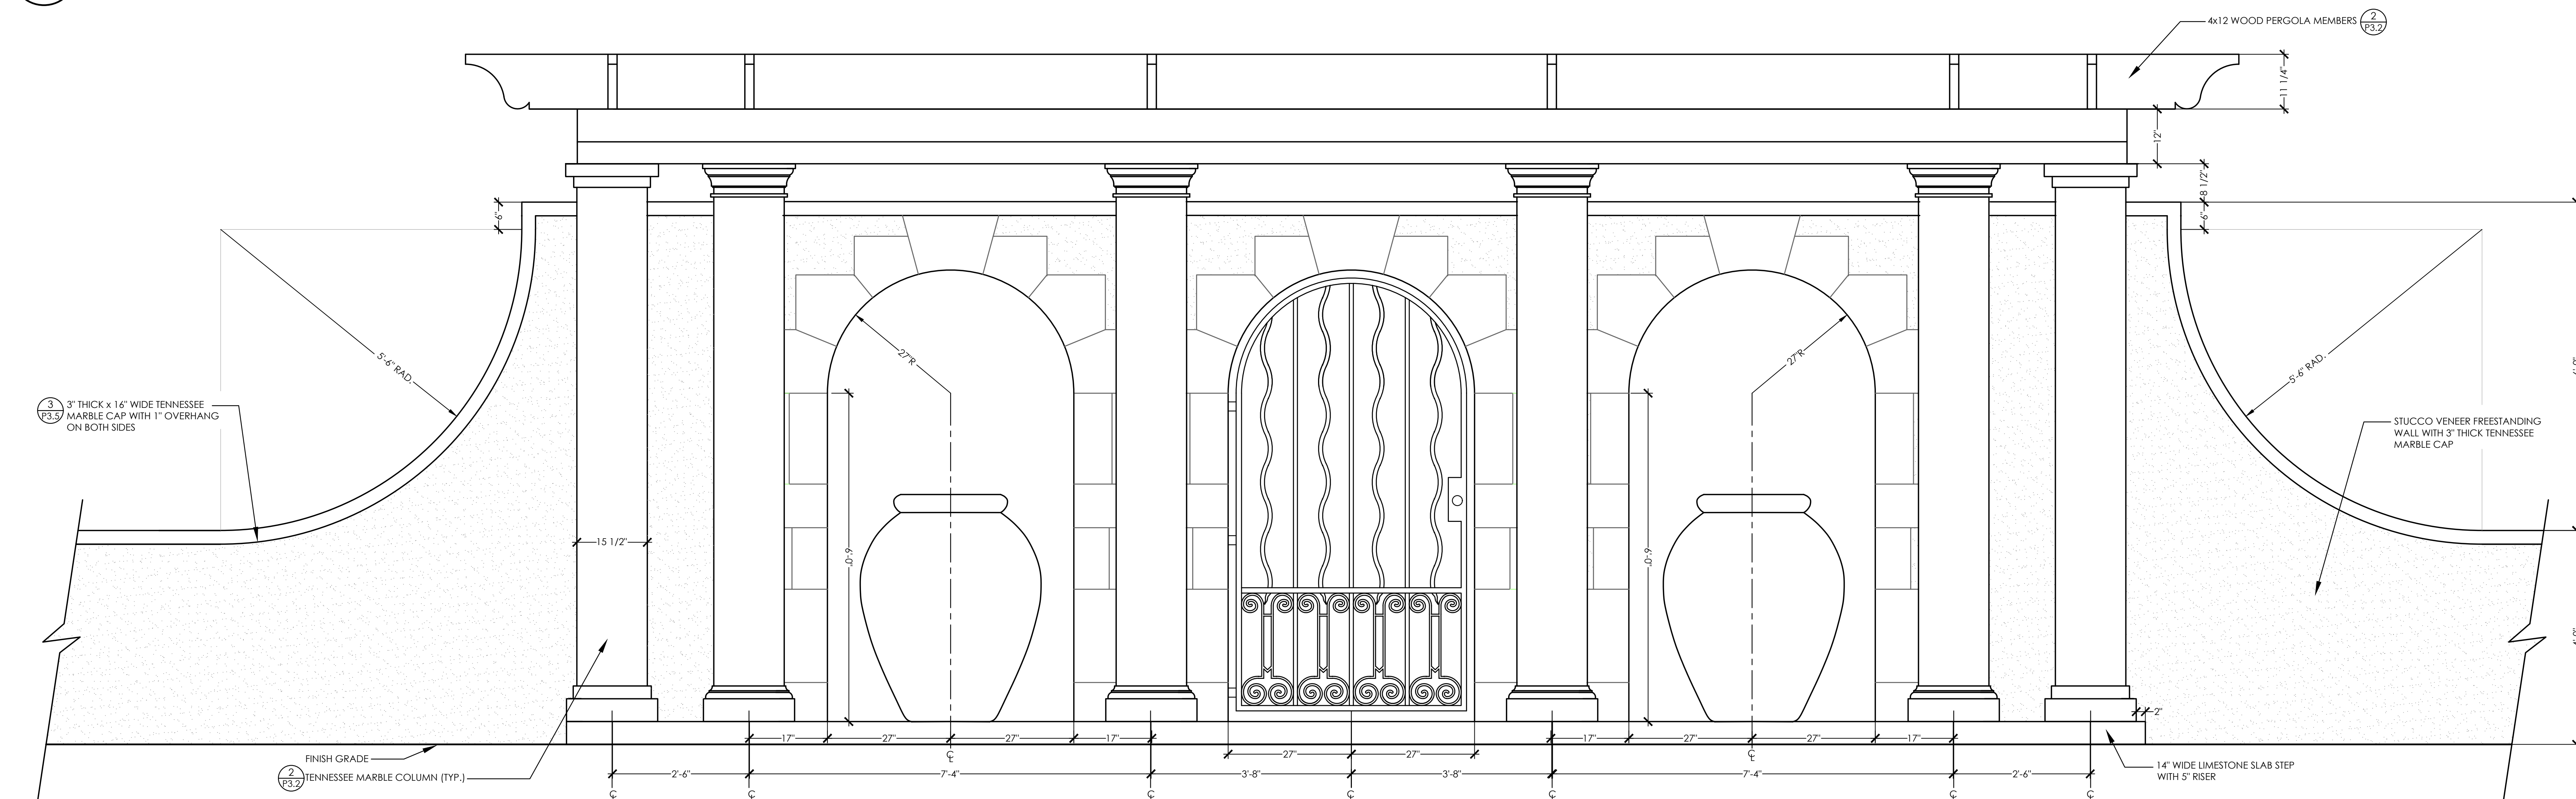 4x12 WOOD PERGOLA MEMBERS
2
P3.2
11 1/4"
12"
8 1/2"
6"
6"
5'-6" RAD.
27"R
27"R
5'-6" RAD.
3
P3.5
3" THICK x 16" WIDE TENNESSEE
MARBLE CAP WITH 1" OVERHANG
ON BOTH SIDES
STUCCO VENEER FREESTANDING
WALL WITH 3" THICK TENNESSEE
MARBLE CAP
15 1/2"
6'-0"
6'-0"
2"
17"
27"
27"
17"
17"
27"
27"
17"
27"
27"
FINISH GRADE
2
P3.2
TENNESSEE MARBLE COLUMN (TYP.)
2'-6"
7'-4"
3'-8"
3'-8"
7'-4"
2'-6"
14" WIDE LIMESTONE SLAB STEP
WITH 5" RISER